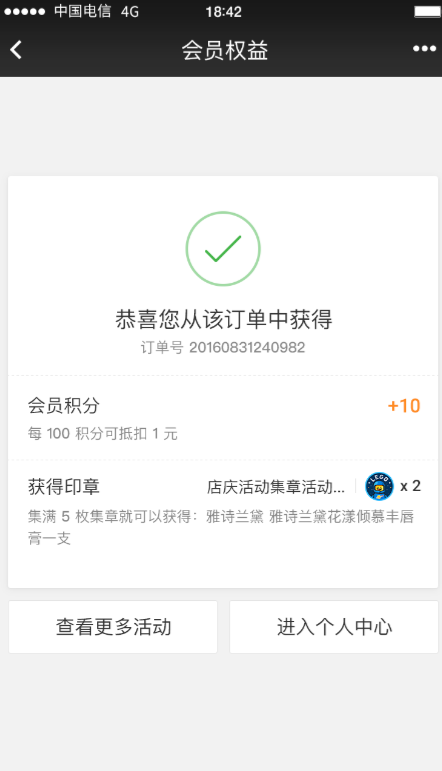 中国电信 4G 18:42
会员权益
恭喜您从该订单中获得
订单号 20160831240982
会员积分 +10
每 100 积分可抵扣 1 元
获得印章 店庆活动集章活动... LEGO x 2
集满 5 枚集章就可以获得：雅诗兰黛 雅诗兰黛花漾倾慕丰唇
膏一支
查看更多活动 进入个人中心